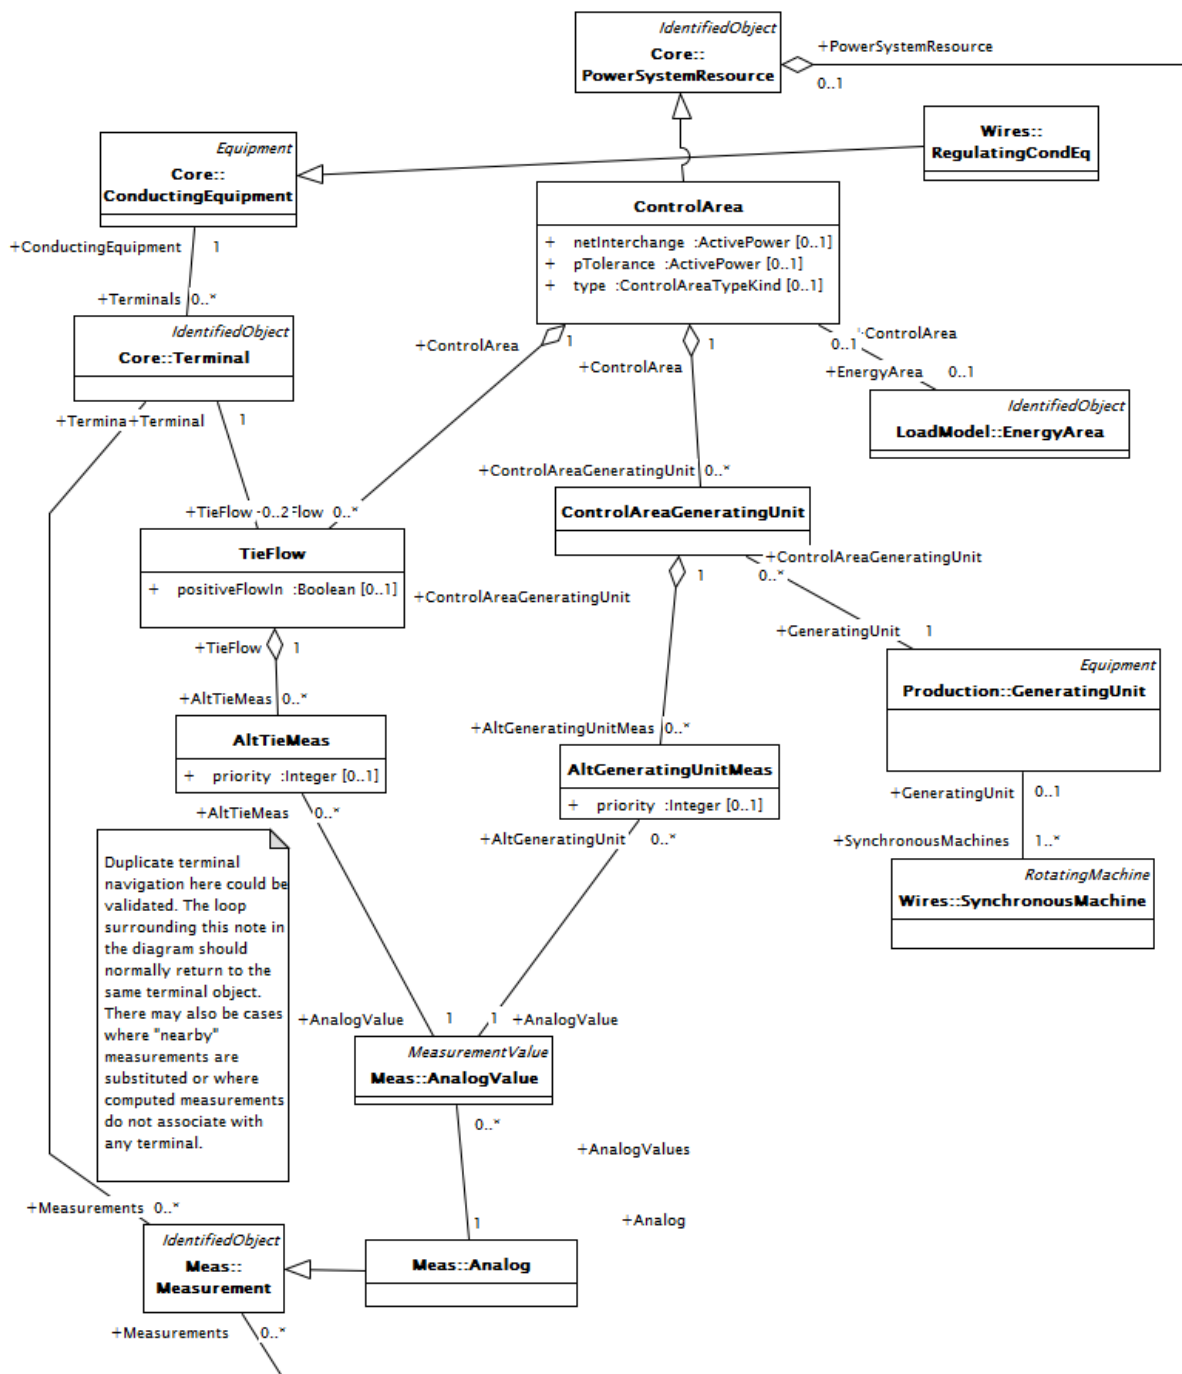 IdentifiedObject
Core::
PowerSystemResource
+PowerSystemResource
0..1
Wires::
RegulatingCondEq
Equipment
Core::
ConductingEquipment
+ConductingEquipment 1
ControlArea
+ netInterchange :ActivePower [0..1]
+ pTolerance :ActivePower [0..1]
+ type :ControlAreaTypeKind [0..1]
+Terminals 0..*
IdentifiedObject
Core::Terminal
+ControlArea 1
+ControlArea 1
+ControlArea
0..1
+EnergyArea 0..1
IdentifiedObject
LoadModel::EnergyArea
+Termina+Terminal 1
+ControlAreaGeneratingUnit 0..*
ControlAreaGeneratingUnit
+TieFlow 0..2 Flow 0..*
TieFlow
+ positiveFlowIn :Boolean [0..1]
+ControlAreaGeneratingUnit
1
+ControlAreaGeneratingUnit
0..*
+GeneratingUnit 1
+TieFlow 1
Equipment
Production::GeneratingUnit
+AltTieMeas 0..*
AltTieMeas
+ priority :Integer [0..1]
+AltTieMeas 0..*
+AltGeneratingUnitMeas 0..*
AltGeneratingUnitMeas
+ priority :Integer [0..1]
+AltGeneratingUnit 0..*
+GeneratingUnit 0..1
+SynchronousMachines 1..*
RotatingMachine
Wires::SynchronousMachine
Duplicate terminal
navigation here could be
validated. The loop
surrounding this note in
the diagram should
normally return to the
same terminal object.
There may also be cases
where "nearby"
measurements are
substituted or where
computed measurements
do not associate with
any terminal.
+AnalogValue 1
1 +AnalogValue
MeasurementValue
Meas::AnalogValue
0..*
+AnalogValues
1
+Analog
+Measurements 0..*
IdentifiedObject
Meas::
Measurement
Meas::Analog
+Measurements 0..*